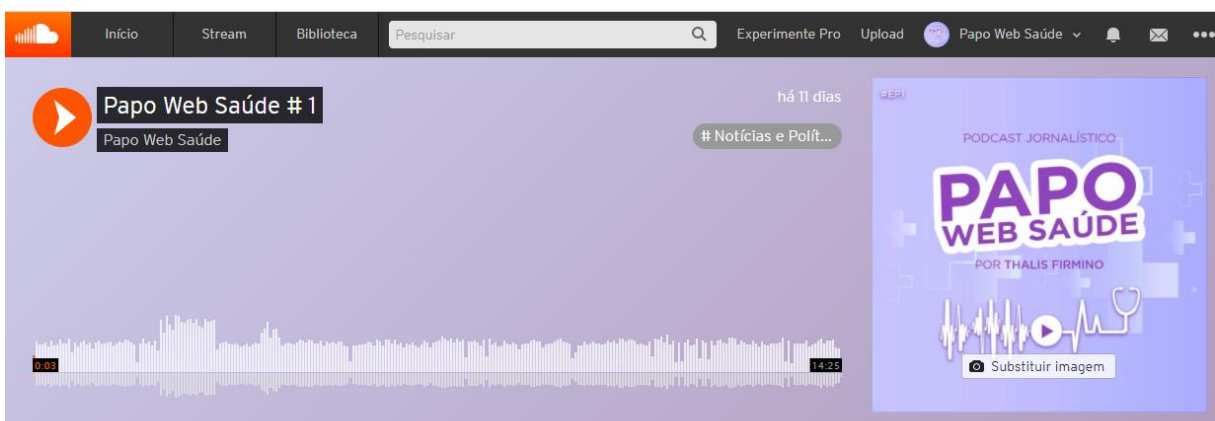 Início Stream Biblioteca Pesquisar Experimente Pro Upload Papo Web Saúde
Papo Web Saúde # 1
Papo Web Saúde
há 11 dias
# Notícias e Polít...
0:03
14:25
#EP1
PODCAST JORNALÍSTICO
PAPO
WEB SAÚDE
POR THALIS FIRMINO
Substituir imagem